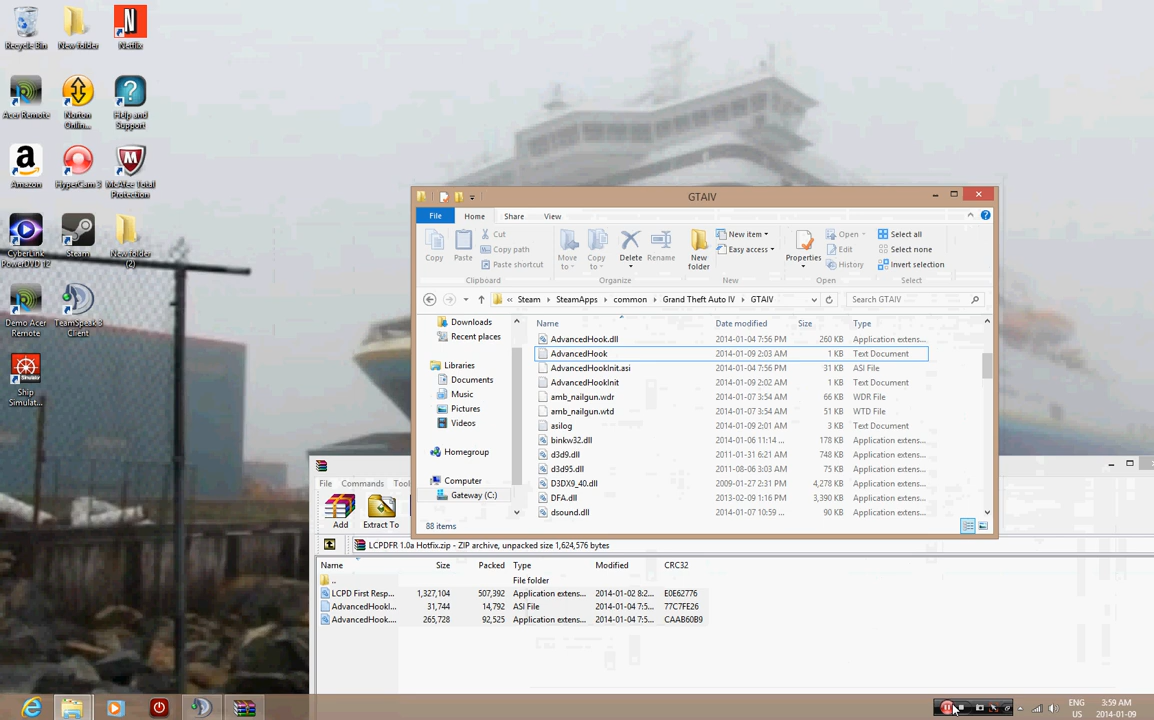 Recycle Bin
New folder
Netflix
Acer Remote
Norton Onlin...
Help and Support
Amazon
HyperCam 3
McAfee Total Protection
CyberLink PowerDVD 12
Steam
New folder (2)
Demo Acer Remote
TeamSpeak 3 Client
Ship Simulat...
GTAIV
File Home Share View
Copy Paste Cut Copy path Paste shortcut
Move to Copy to Delete Rename
New folder New item Easy access
Properties Open Edit History
Select all Select none Invert selection
Clipboard Organize New Open Select
« Steam SteamApps common Grand Theft Auto IV GTAIV Search GTAIV
Downloads
Recent places
Libraries
Documents
Music
Pictures
Videos
Homegroup
Computer
Gateway (C:)
Name Date modified Size Type
AdvancedHook.dll 2014-01-04 7:56 PM 260 KB Application extens...
AdvancedHook 2014-01-09 2:03 AM 1 KB Text Document
AdvancedHookInit.asi 2014-01-04 7:56 PM 31 KB ASI File
AdvancedHookInit 2014-01-09 2:02 AM 1 KB Text Document
amb_nailgun.wdr 2014-01-07 3:54 AM 66 KB WDR File
amb_nailgun.wtd 2014-01-07 3:54 AM 51 KB WTD File
asilog 2014-01-09 2:01 AM 3 KB Text Document
binkw32.dll 2014-01-06 11:14 ... 178 KB Application extens...
d3d9.dll 2011-01-31 6:21 AM 748 KB Application extens...
d3d95.dll 2011-08-06 3:03 AM 75 KB Application extens...
D3DX9_40.dll 2009-01-27 2:31 PM 4,278 KB Application extens...
DFA.dll 2013-02-09 1:16 PM 3,390 KB Application extens...
dsound.dll 2014-01-07 10:59 ... 90 KB Application extens...
88 items
File Commands Tool
Add Extract To
LCPDFR 1.0a Hotfix.zip - ZIP archive, unpacked size 1,624,576 bytes
Name Size Packed Type Modified CRC32
.. File folder
LCPD First Resp... 1,327,104 507,392 Application extens... 2014-01-02 8:2... E0E62776
AdvancedHookI... 31,744 14,792 ASI File 2014-01-04 7:5... 77C7FE26
AdvancedHook.... 265,728 92,525 Application extens... 2014-01-04 7:5... CAAB60B9
ENG US
3:59 AM
2014-01-09